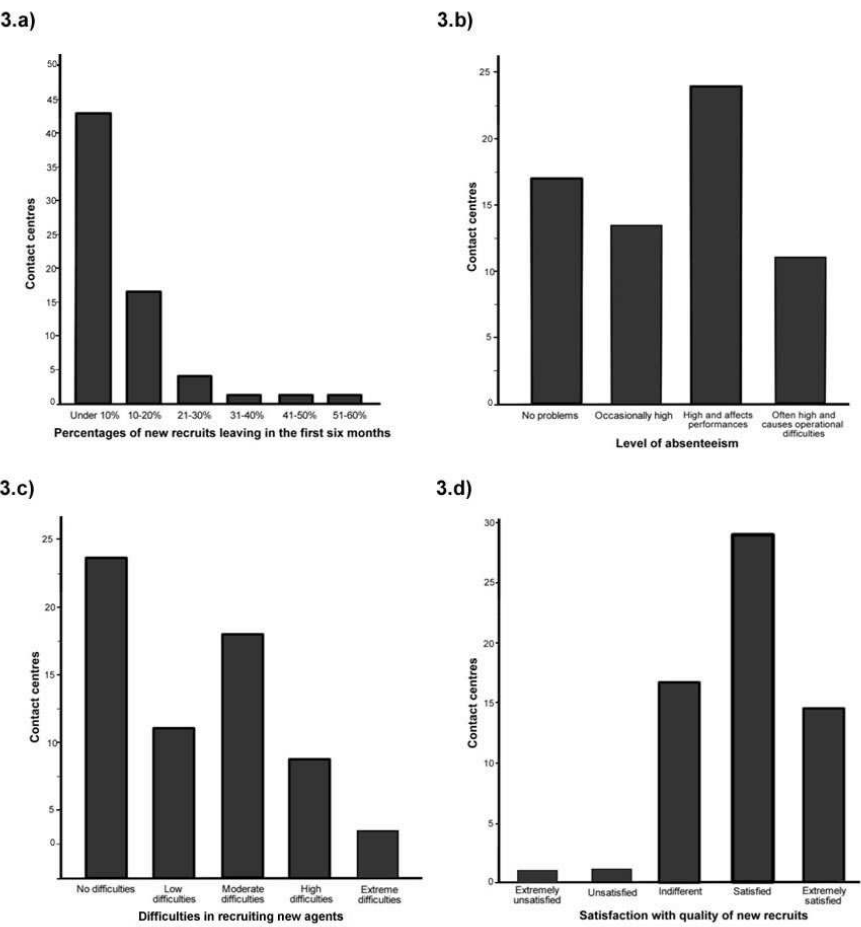 3.a)
50
45
40
35
30
25
20
15
10
5
0
Contact centres
Under 10% 10-20% 21-30% 31-40% 41-50% 51-60%
Percentages of new recruits leaving in the first six months
3.b)
25
20
15
10
5
0
Contact centres
No problems Occasionally high High and affects performances Often high and causes operational difficulties
Level of absenteeism
3.c)
25
20
15
10
5
0
Contact centres
No difficulties Low difficulties Moderate difficulties High difficulties Extreme difficulties
Difficulties in recruiting new agents
3.d)
30
25
20
15
10
5
0
Contact centres
Extremely unsatisfied Unsatisfied Indifferent Satisfied Extremely satisfied
Satisfaction with quality of new recruits